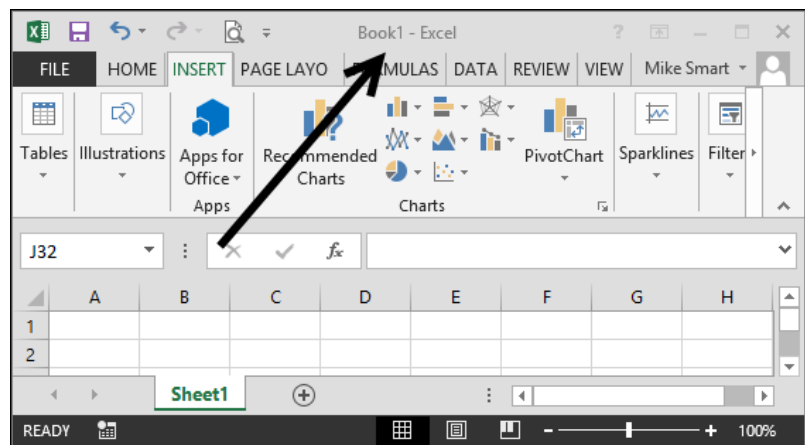 Book1 - Excel
FILE HOME INSERT PAGE LAYO FORMULAS DATA REVIEW VIEW Mike Smart
Tables Illustrations Apps for Office Recommended Charts PivotChart Sparklines Filter
Apps Charts
J32 fx
A B C D E F G H
1
2
Sheet1
READY 100%